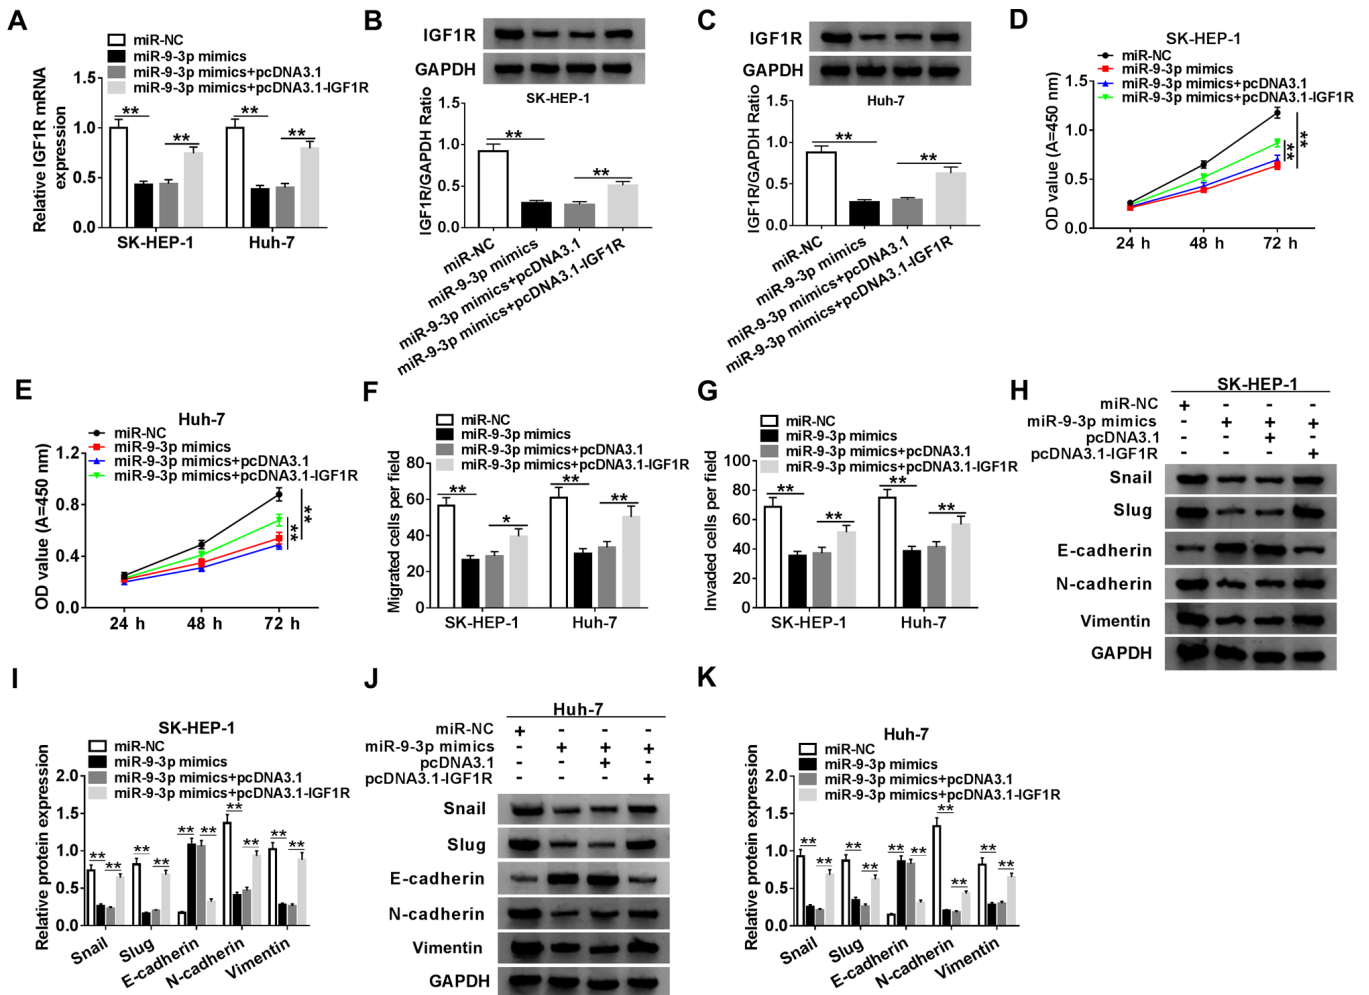 A
miR-NC
miR-9-3p mimics
miR-9-3p mimics+pcDNA3.1
miR-9-3p mimics+pcDNA3.1-IGF1R
Relative IGF1R mRNA
expression
1.5
1.0
0.5
0.0
**
**
**
**
SK-HEP-1
Huh-7
B
IGF1R
GAPDH
SK-HEP-1
IGF1R/GAPDH Ratio
1.5
1.0
0.5
0.0
**
**
miR-NC
miR-9-3p mimics
miR-9-3p mimics+pcDNA3.1
miR-9-3p mimics+pcDNA3.1-IGF1R
C
IGF1R
GAPDH
Huh-7
IGF1R/GAPDH Ratio
1.5
1.0
0.5
0.0
**
**
miR-NC
miR-9-3p mimics
miR-9-3p mimics+pcDNA3.1
miR-9-3p mimics+pcDNA3.1-IGF1R
D
SK-HEP-1
miR-NC
miR-9-3p mimics
miR-9-3p mimics+pcDNA3.1
miR-9-3p mimics+pcDNA3.1-IGF1R
OD value (A=450 nm)
1.5
1.0
0.5
0.0
**
**
24 h 48 h 72 h
E
Huh-7
miR-NC
miR-9-3p mimics
miR-9-3p mimics+pcDNA3.1
miR-9-3p mimics+pcDNA3.1-IGF1R
OD value (A=450 nm)
1.2
0.8
0.4
0.0
**
**
24 h 48 h 72 h
F
miR-NC
miR-9-3p mimics
miR-9-3p mimics+pcDNA3.1
miR-9-3p mimics+pcDNA3.1-IGF1R
Migrated cells per field
80
60
40
20
0
**
*
**
**
SK-HEP-1
Huh-7
G
miR-NC
miR-9-3p mimics
miR-9-3p mimics+pcDNA3.1
miR-9-3p mimics+pcDNA3.1-IGF1R
Invaded cells per field
100
80
60
40
20
0
**
**
**
**
SK-HEP-1
Huh-7
H
SK-HEP-1
miR-NC + - - -
miR-9-3p mimics - + + +
pcDNA3.1 - - + -
pcDNA3.1-IGF1R - - - +
Snail
Slug
E-cadherin
N-cadherin
Vimentin
GAPDH
I
SK-HEP-1
miR-NC
miR-9-3p mimics
miR-9-3p mimics+pcDNA3.1
miR-9-3p mimics+pcDNA3.1-IGF1R
Relative protein expression
2.0
1.5
1.0
0.5
0.0
** ** ** ** ** ** ** ** ** **
Snail
Slug
E-cadherin
N-cadherin
Vimentin
J
Huh-7
miR-NC + - - -
miR-9-3p mimics - + + +
pcDNA3.1 - - + -
pcDNA3.1-IGF1R - - - +
Snail
Slug
E-cadherin
N-cadherin
Vimentin
GAPDH
K
Huh-7
miR-NC
miR-9-3p mimics
miR-9-3p mimics+pcDNA3.1
miR-9-3p mimics+pcDNA3.1-IGF1R
Relative protein expression
2.0
1.5
1.0
0.5
0.0
** ** ** ** ** ** ** ** ** **
Snail
Slug
E-cadherin
N-cadherin
Vimentin